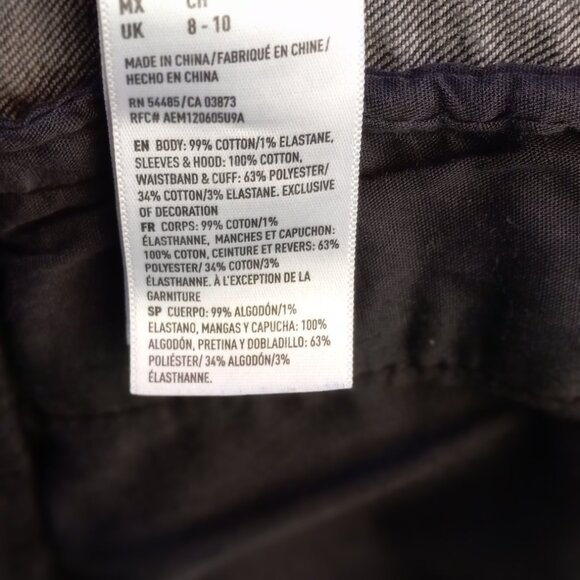 MX CH
UK 8 - 10
MADE IN CHINA/FABRIQUÉ EN CHINE/
HECHO EN CHINA
RN 54485/CA 03873
RFC# AEM120605U9A
EN BODY: 99% COTTON/1% ELASTANE,
SLEEVES & HOOD: 100% COTTON,
WAISTBAND & CUFF: 63% POLYESTER/
34% COTTON/3% ELASTANE. EXCLUSIVE
OF DECORATION
FR CORPS: 99% COTON/1%
ÉLASTHANNE, MANCHES ET CAPUCHON:
100% COTON, CEINTURE ET REVERS: 63%
POLYESTER/ 34% COTON/3%
ÉLASTHANNE. À L'EXCEPTION DE LA
GARNITURE
SP CUERPO: 99% ALGODÓN/1%
ELASTANO, MANGAS Y CAPUCHA: 100%
ALGODÓN, PRETINA Y DOBLADILLO: 63%
POLIÉSTER/ 34% ALGODÓN/3%
ÉLASTHANNE.